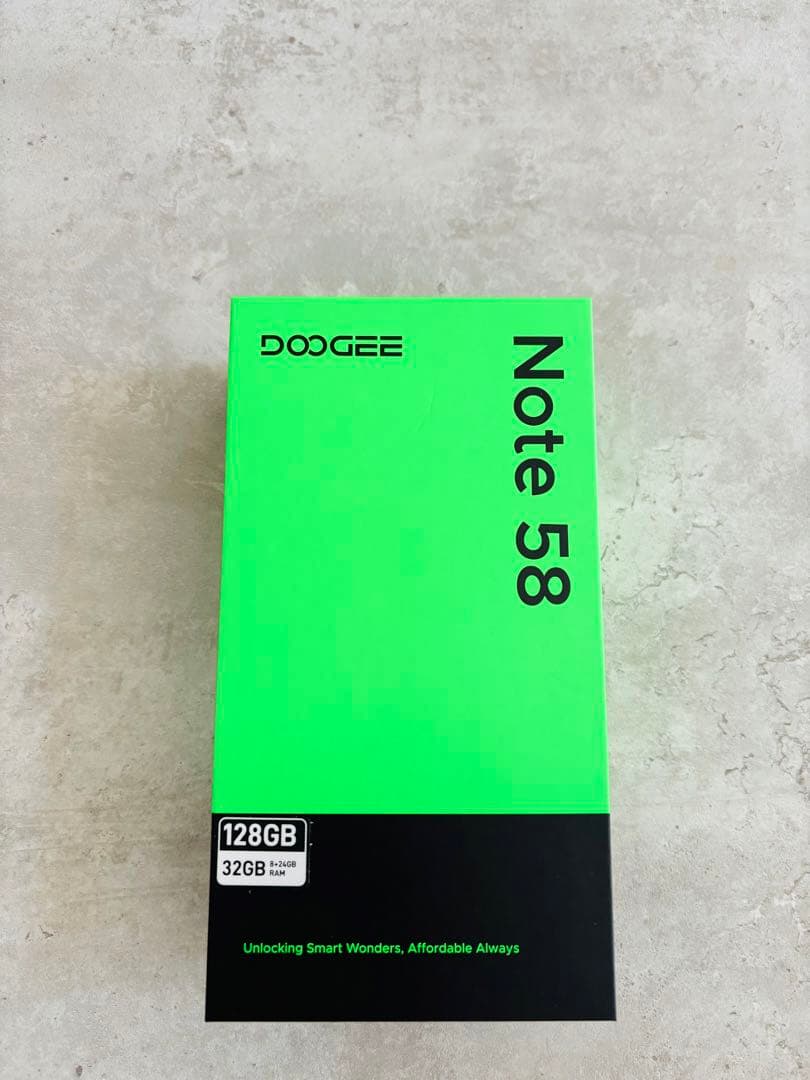 DOOGEE
Note 58
128GB
32GB 8+24GB RAM
Unlocking Smart Wonders, Affordable Always